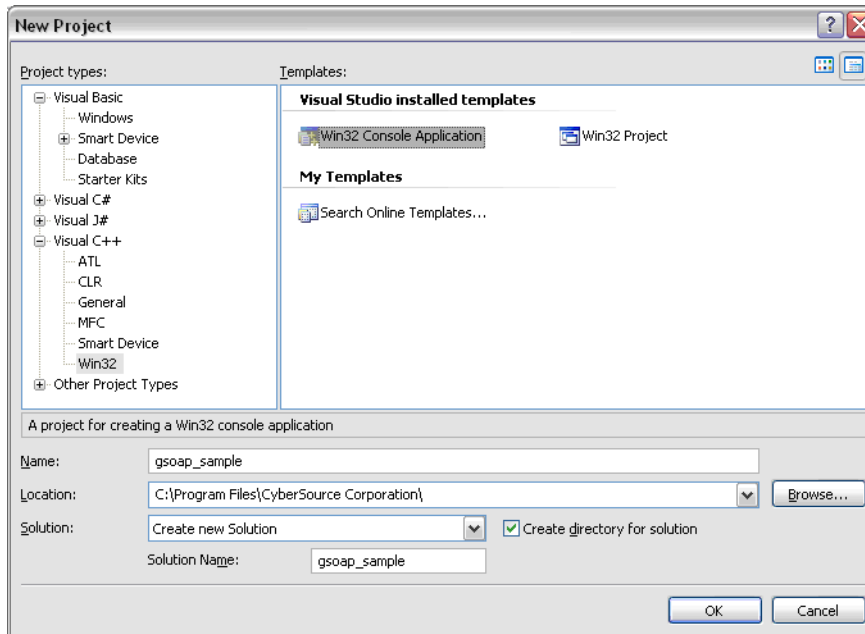 New Project
Project types:
Templates:
Visual Basic
Windows
Smart Device
Database
Starter Kits
Visual C#
Visual J#
Visual C++
ATL
CLR
General
MFC
Smart Device
Win32
Other Project Types
Visual Studio installed templates
Win32 Console Application
Win32 Project
My Templates
Search Online Templates...
A project for creating a Win32 console application
Name:
gsoap_sample
Location:
C:\Program Files\CyberSource Corporation\
Browse...
Solution:
Create new Solution
Create directory for solution
Solution Name:
gsoap_sample
OK
Cancel